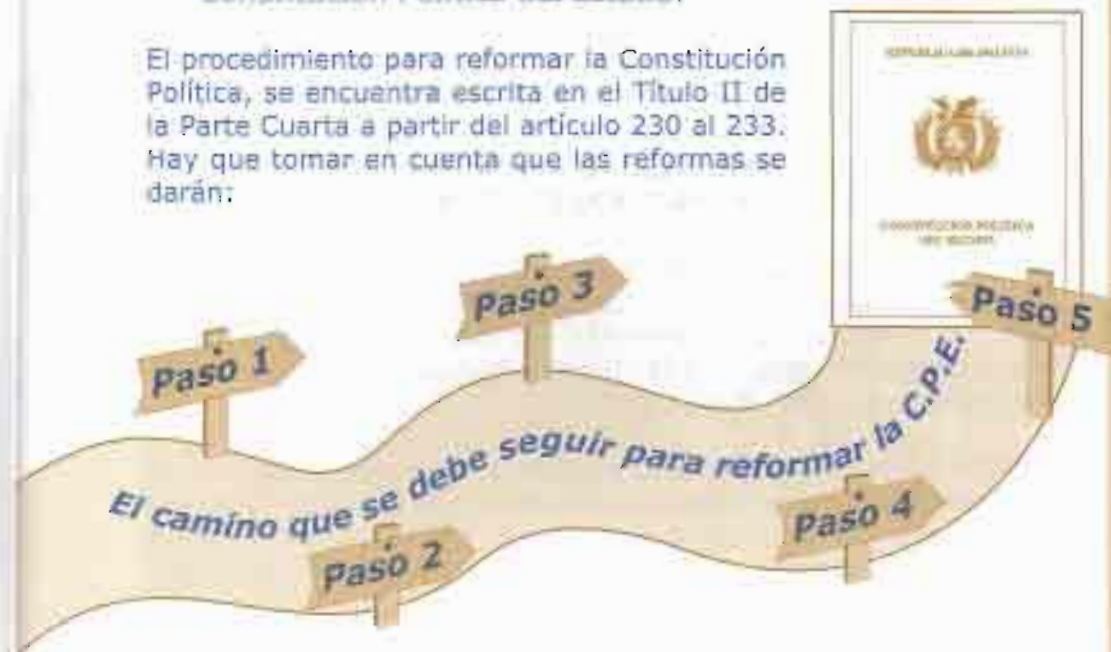 El procedimiento para reformar la Constitución
Política, se encuentra escrita en el Título II de
la Parte Cuarta a partir del artículo 230 al 233.
Hay que tomar en cuenta que las reformas se
darán:
Paso 1
Paso 2
Paso 3
Paso 4
Paso 5
El camino que se debe seguir para reformar la C.P.E.